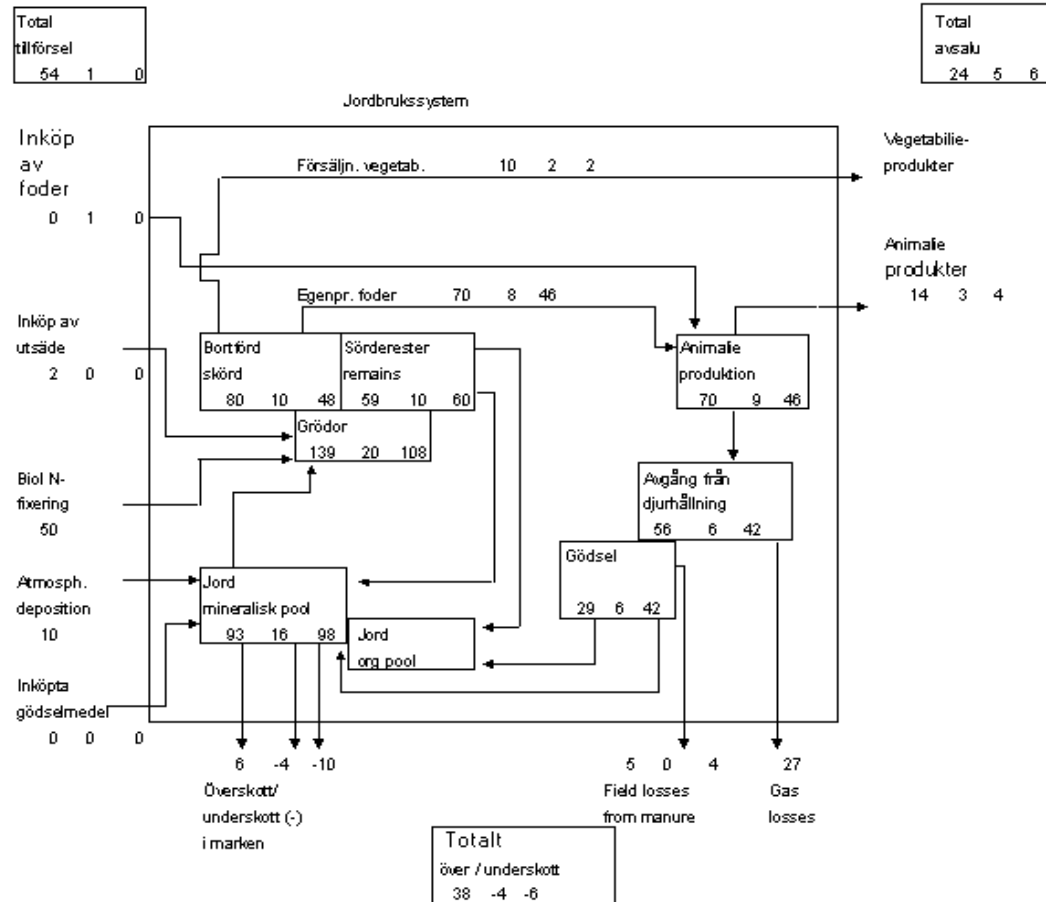 Total
tillförsel
54 1 0
Total
avsalu
24 5 6
Jordbrukssystem
Inköp
av
foder
0 1 0
Försäljn. vegetab. 10 2 2
Vegetabilie-
produkter
Animalie
produkter
14 3 4
Egenpr. foder 70 8 46
Inköp av
utsäde
2 0 0
Bortförd
skörd
80 10 48
Sörderester
remains
59 10 60
Animalie
produktion
70 9 46
Grödor
139 20 108
Biol N-
fixering
50
Avgång från
djurhållning
56 6 42
Gödsel
29 6 42
Atmosph.
deposition
10
Jord
mineralisk pool
93 16 98
Jord
org pool
Inköpta
gödselmedel
0 0 0
6 -4 -10
Överskott/
underskott (-)
i marken
5 0 4
Field losses
from manure
27
Gas
losses
Totalt
över / underskott
38 -4 -6